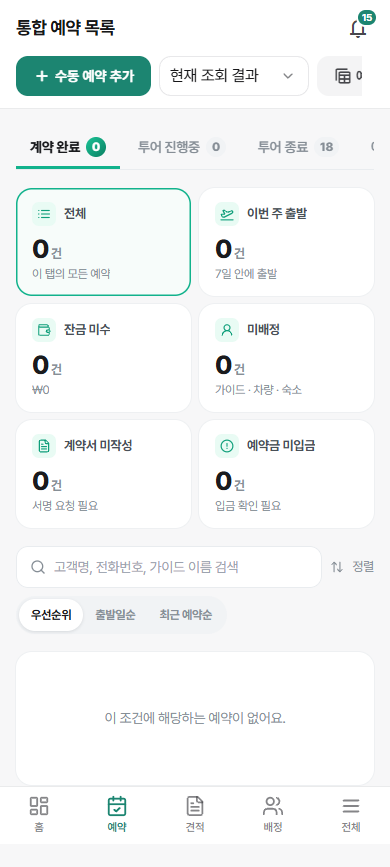 통합 예약 목록
15
수동 예약 추가
현재 조회 결과
계약 완료 0
투어 진행중 0
투어 종료 18
전체
0건
이 탭의 모든 예약
이번 주 출발
0건
7일 안에 출발
잔금 미수
0건
₩0
미배정
0건
가이드 · 차량 · 숙소
계약서 미작성
0건
서명 요청 필요
예약금 미입금
0건
입금 확인 필요
고객명, 전화번호, 가이드 이름 검색
정렬
우선순위
출발일순
최근 예약순
이 조건에 해당하는 예약이 없어요.
홈
예약
견적
배정
전체